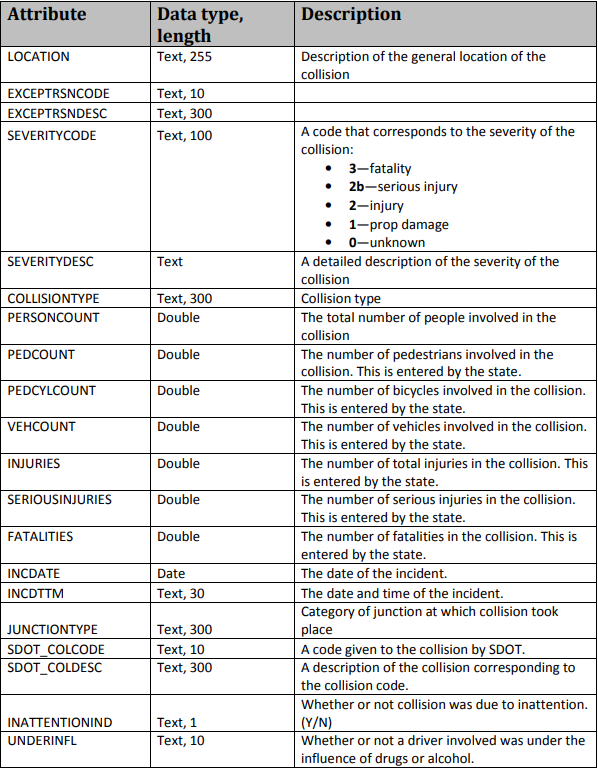 Attribute Data type, length Description
LOCATION Text, 255 Description of the general location of the
collision
EXCEPTRSNCODE Text, 10
EXCEPTRSNDESC Text, 300
SEVERITYCODE Text, 100 A code that corresponds to the severity of the
collision:
• 3—fatality
• 2b—serious injury
• 2—injury
• 1—prop damage
• 0—unknown
SEVERITYDESC Text A detailed description of the severity of the
collision
COLLISIONTYPE Text, 300 Collision type
PERSONCOUNT Double The total number of people involved in the
collision
PEDCOUNT Double The number of pedestrians involved in the
collision. This is entered by the state.
PEDCYLCOUNT Double The number of bicycles involved in the collision.
This is entered by the state.
VEHCOUNT Double The number of vehicles involved in the collision.
This is entered by the state.
INJURIES Double The number of total injuries in the collision. This
is entered by the state.
SERIOUSINJURIES Double The number of serious injuries in the collision.
This is entered by the state.
FATALITIES Double The number of fatalities in the collision. This is
entered by the state.
INCDATE Date The date of the incident.
INCDTTM Text, 30 The date and time of the incident.
Category of junction at which collision took
JUNCTIONTYPE Text, 300 place
SDOT_COLCODE Text, 10 A code given to the collision by SDOT.
SDOT_COLDESC Text, 300 A description of the collision corresponding to
the collision code.
Whether or not collision was due to inattention.
INATTENTIONIND Text, 1 (Y/N)
UNDERINFL Text, 10 Whether or not a driver involved was under the
influence of drugs or alcohol.